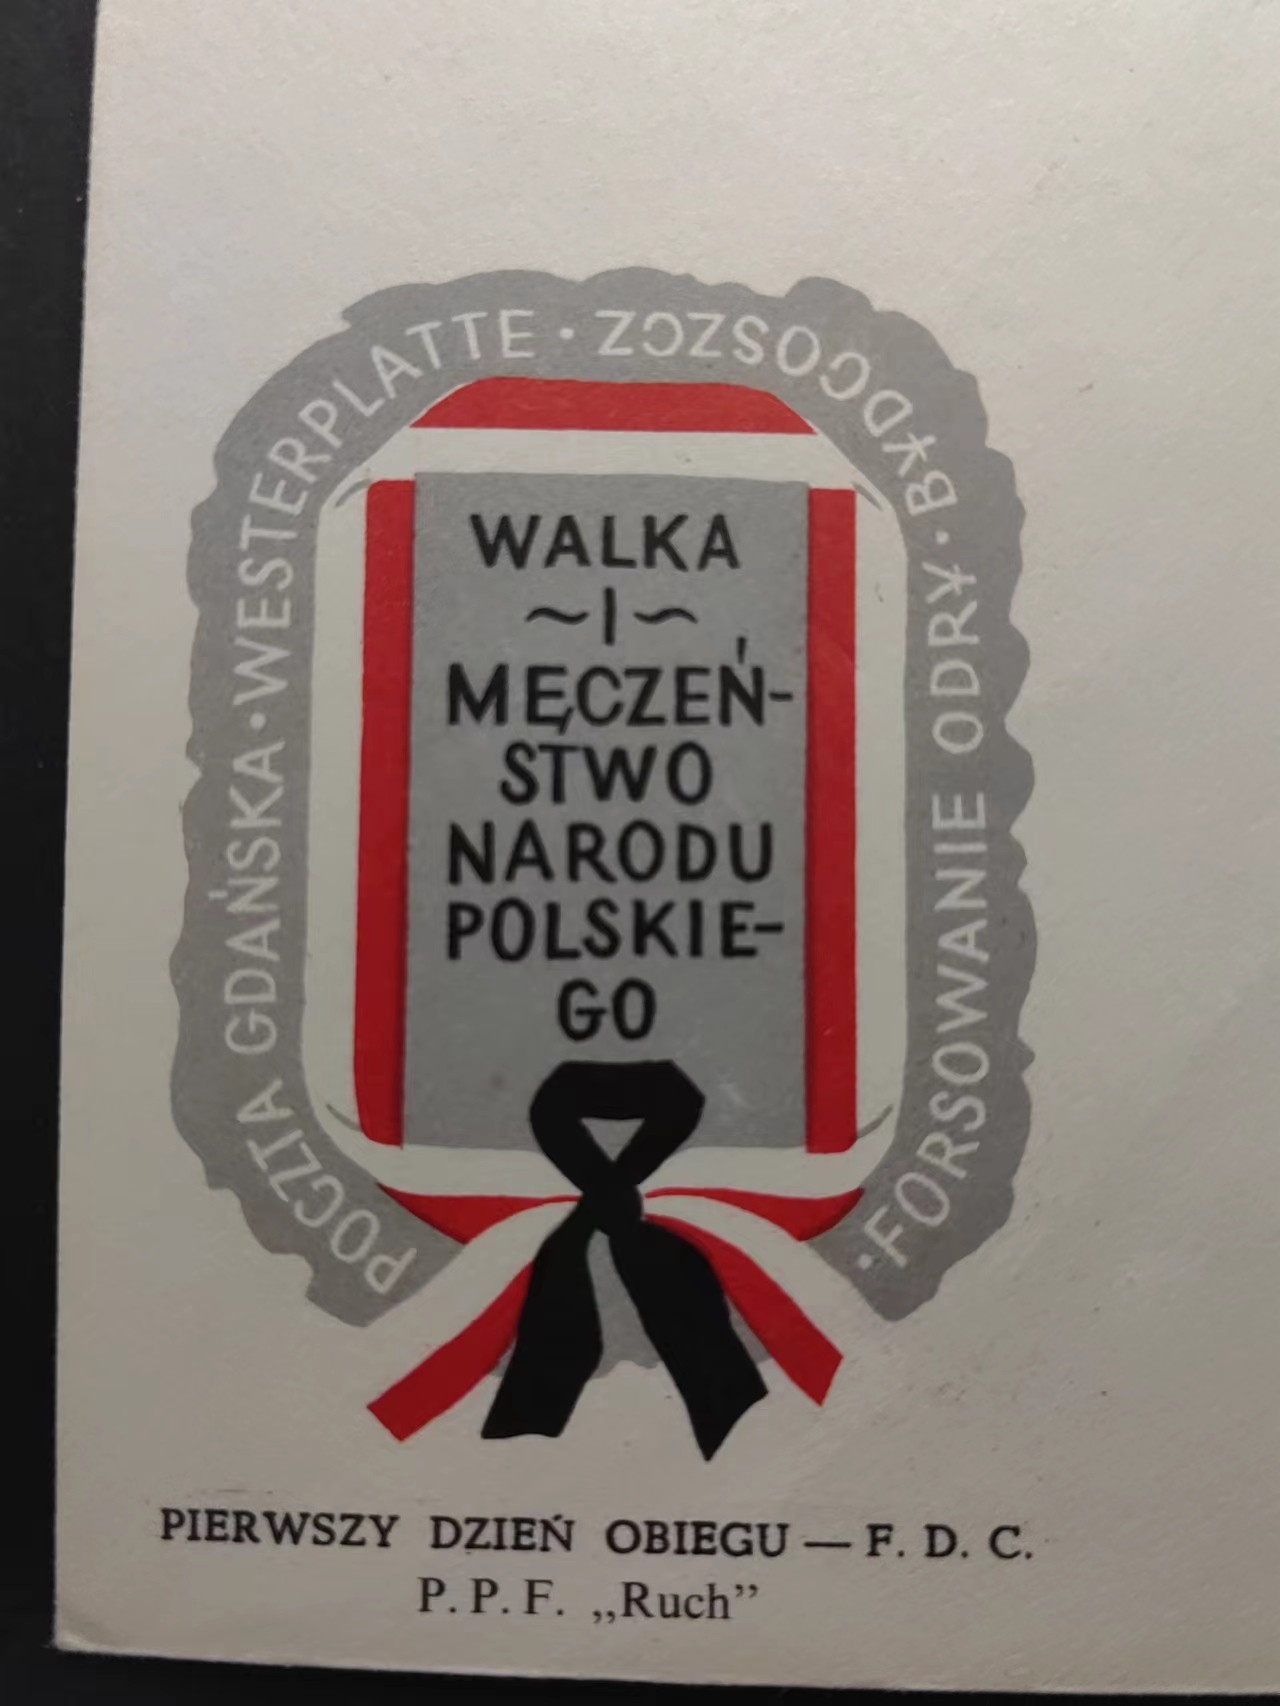 POCZTA GDAŃSKA · WESTERPLATTE · BYDGOSZCZ · FORSOWANIE ODRY ·
WALKA
~I~
MĘCZEŃ-
STWO
NARODU
POLSKIE-
GO
PIERWSZY DZIEŃ OBIEGU — F. D. C.
P. P. F. „Ruch”